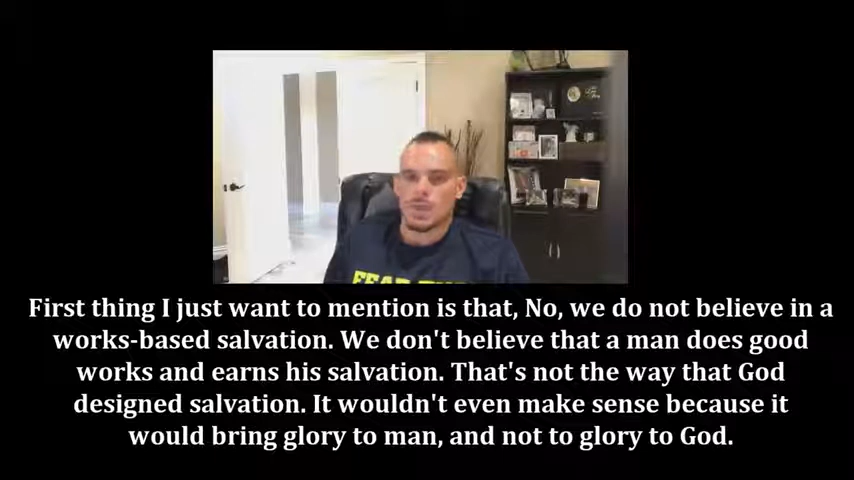 FEAR
First thing I just want to mention is that, No, we do not believe in a
works-based salvation. We don't believe that a man does good
works and earns his salvation. That's not the way that God
designed salvation. It wouldn't even make sense because it
would bring glory to man, and not to glory to God.